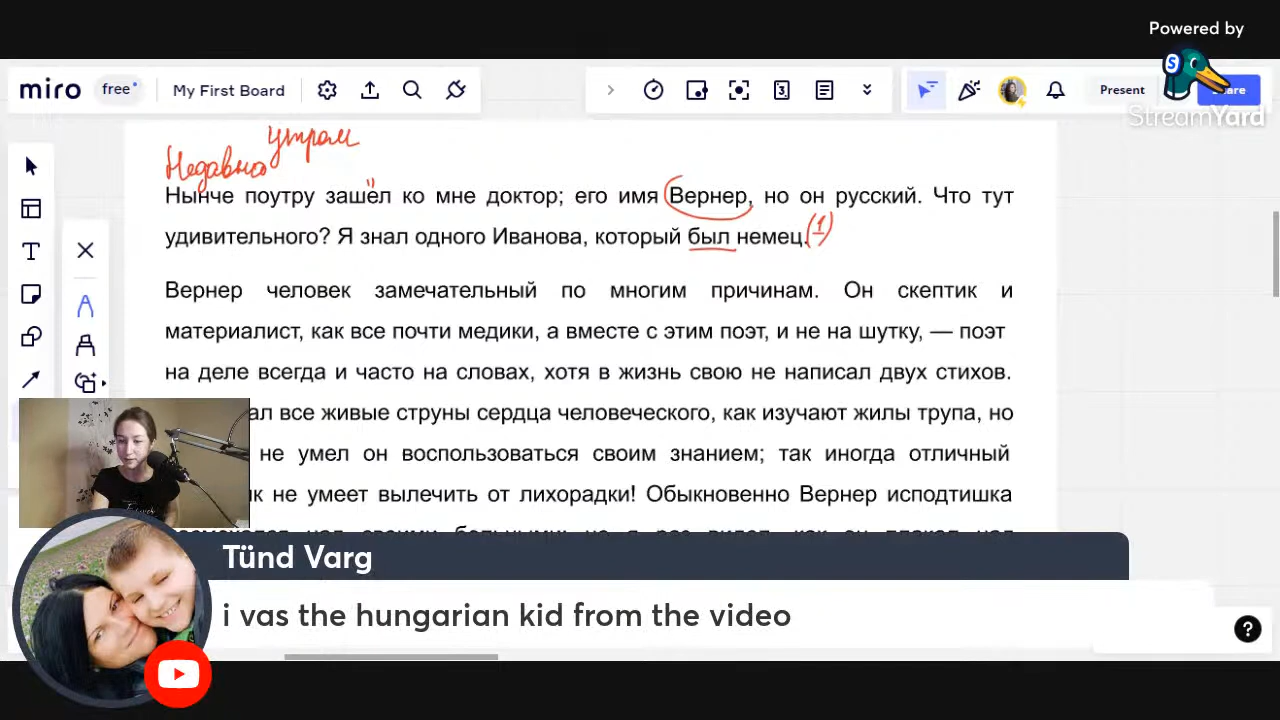 Powered by
miro free My First Board 3 Present
StreamYard
утром
Недавно
Нынче поутру зашёл ко мне доктор; его имя Вернер, но он русский. Что тут
удивительного? Я знал одного Иванова, который был немец. (1)
Вернер человек замечательный по многим причинам. Он скептик и
материалист, как все почти медики, а вместе с этим поэт, и не на шутку, — поэт
на деле всегда и часто на словах, хотя в жизнь свою не написал двух стихов.
все живые струны сердца человеческого, как изучают жилы трупа, но
не умел он воспользоваться своим знанием; так иногда отличный
не умеет вылечить от лихорадки! Обыкновенно Вернер исподтишка
Tünd Varg
i vas the hungarian kid from the video
?